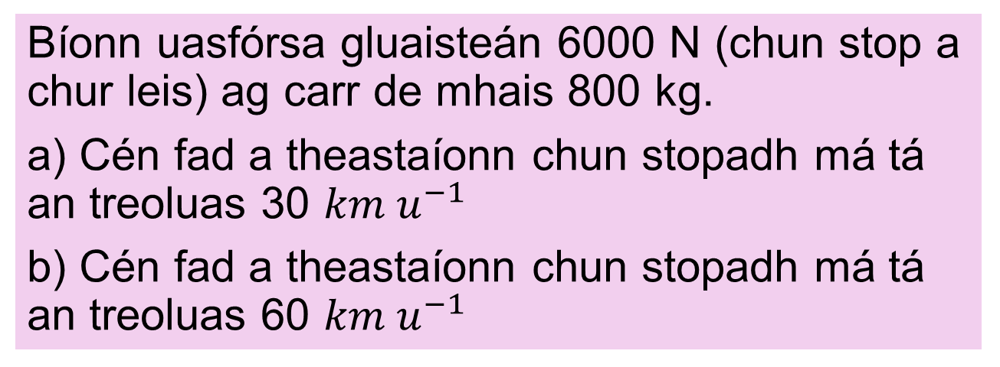 Bíonn uasfórsa gluaisteán 6000 N (chun stop a
chur leis) ag carr de mhais 800 kg.
a) Cén fad a theastaíonn chun stopadh má tá
an treoluas 30 km u⁻¹
b) Cén fad a theastaíonn chun stopadh má tá
an treoluas 60 km u⁻¹